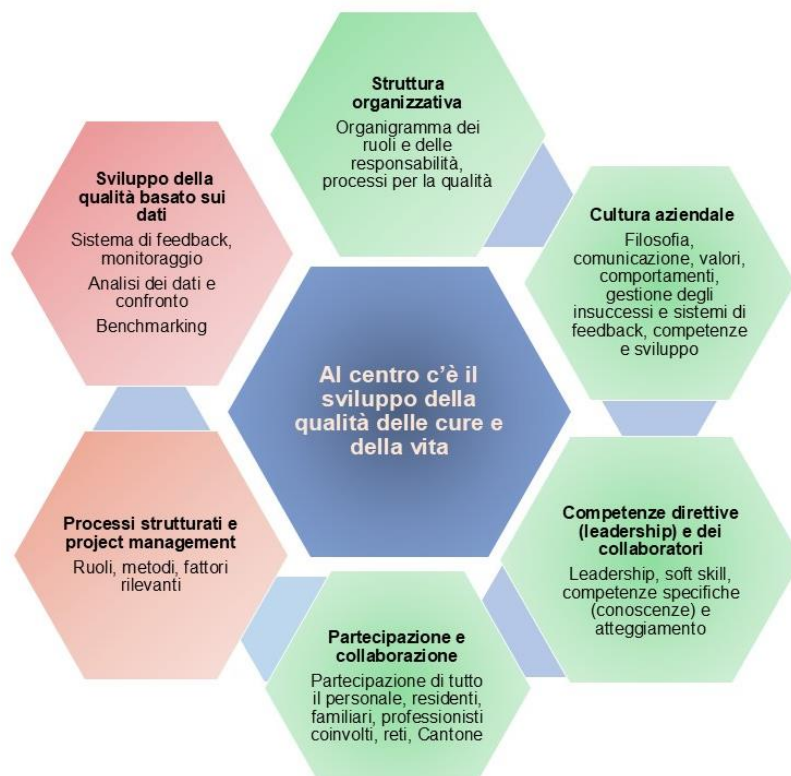 Struttura
organizzativa
Organigramma dei
ruoli e delle
responsabilità,
processi per la qualità
Cultura aziendale
Filosofia,
comunicazione, valori,
comportamenti,
gestione degli
insuccessi e sistemi di
feedback, competenze
e sviluppo
Competenze direttive
(leadership) e dei
collaboratori
Leadership, soft skill,
competenze specifiche
(conoscenze) e
atteggiamento
Partecipazione e
collaborazione
Partecipazione di tutto
il personale, residenti,
familiari, professionisti
coinvolti, reti, Cantone
Processi strutturati e
project management
Ruoli, metodi, fattori
rilevanti
Sviluppo della
qualità basato sui
dati
Sistema di feedback,
monitoraggio
Analisi dei dati e
confronto
Benchmarking
Al centro c’è il
sviluppo della
qualità delle cure e
della vita